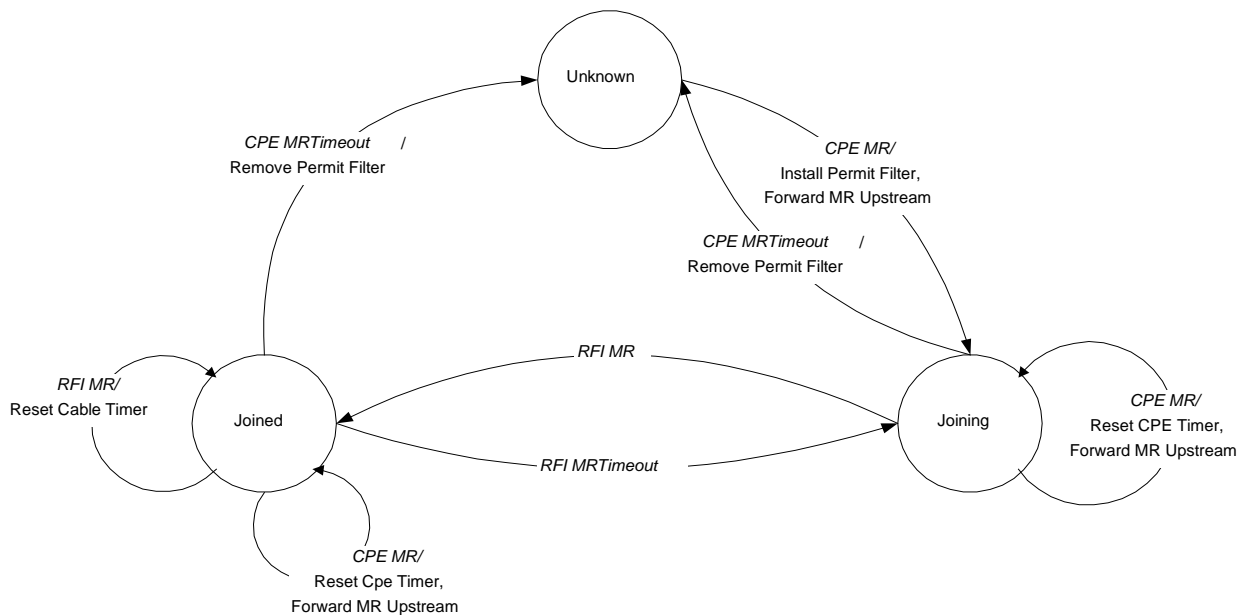 Unknown
CPE MRTimeout /
Remove Permit Filter
CPE MR/
Install Permit Filter,
Forward MR Upstream
CPE MRTimeout /
Remove Permit Filter
RFI MR
RFI MR/
Reset Cable Timer
Joined
Joining
CPE MR/
Reset CPE Timer,
Forward MR Upstream
RFI MRTimeout
CPE MR/
Reset Cpe Timer,
Forward MR Upstream